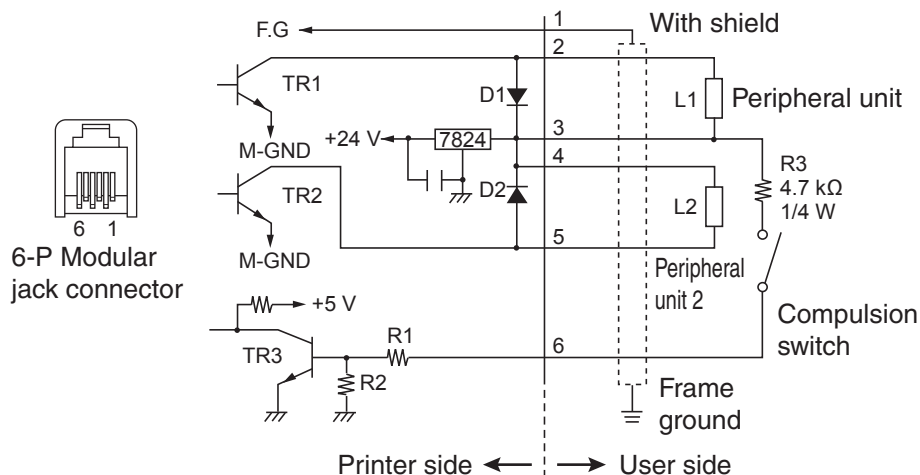 F.G
1
With shield
2
TR1
D1
L1
Peripheral unit
M-GND
+24 V
7824
3
4
R3
4.7 kΩ
1/4 W
TR2
D2
L2
M-GND
5
6 1
6-P Modular
jack connector
Peripheral
unit 2
+5 V
Compulsion
switch
TR3
R1
6
R2
Frame
ground
Printer side
User side